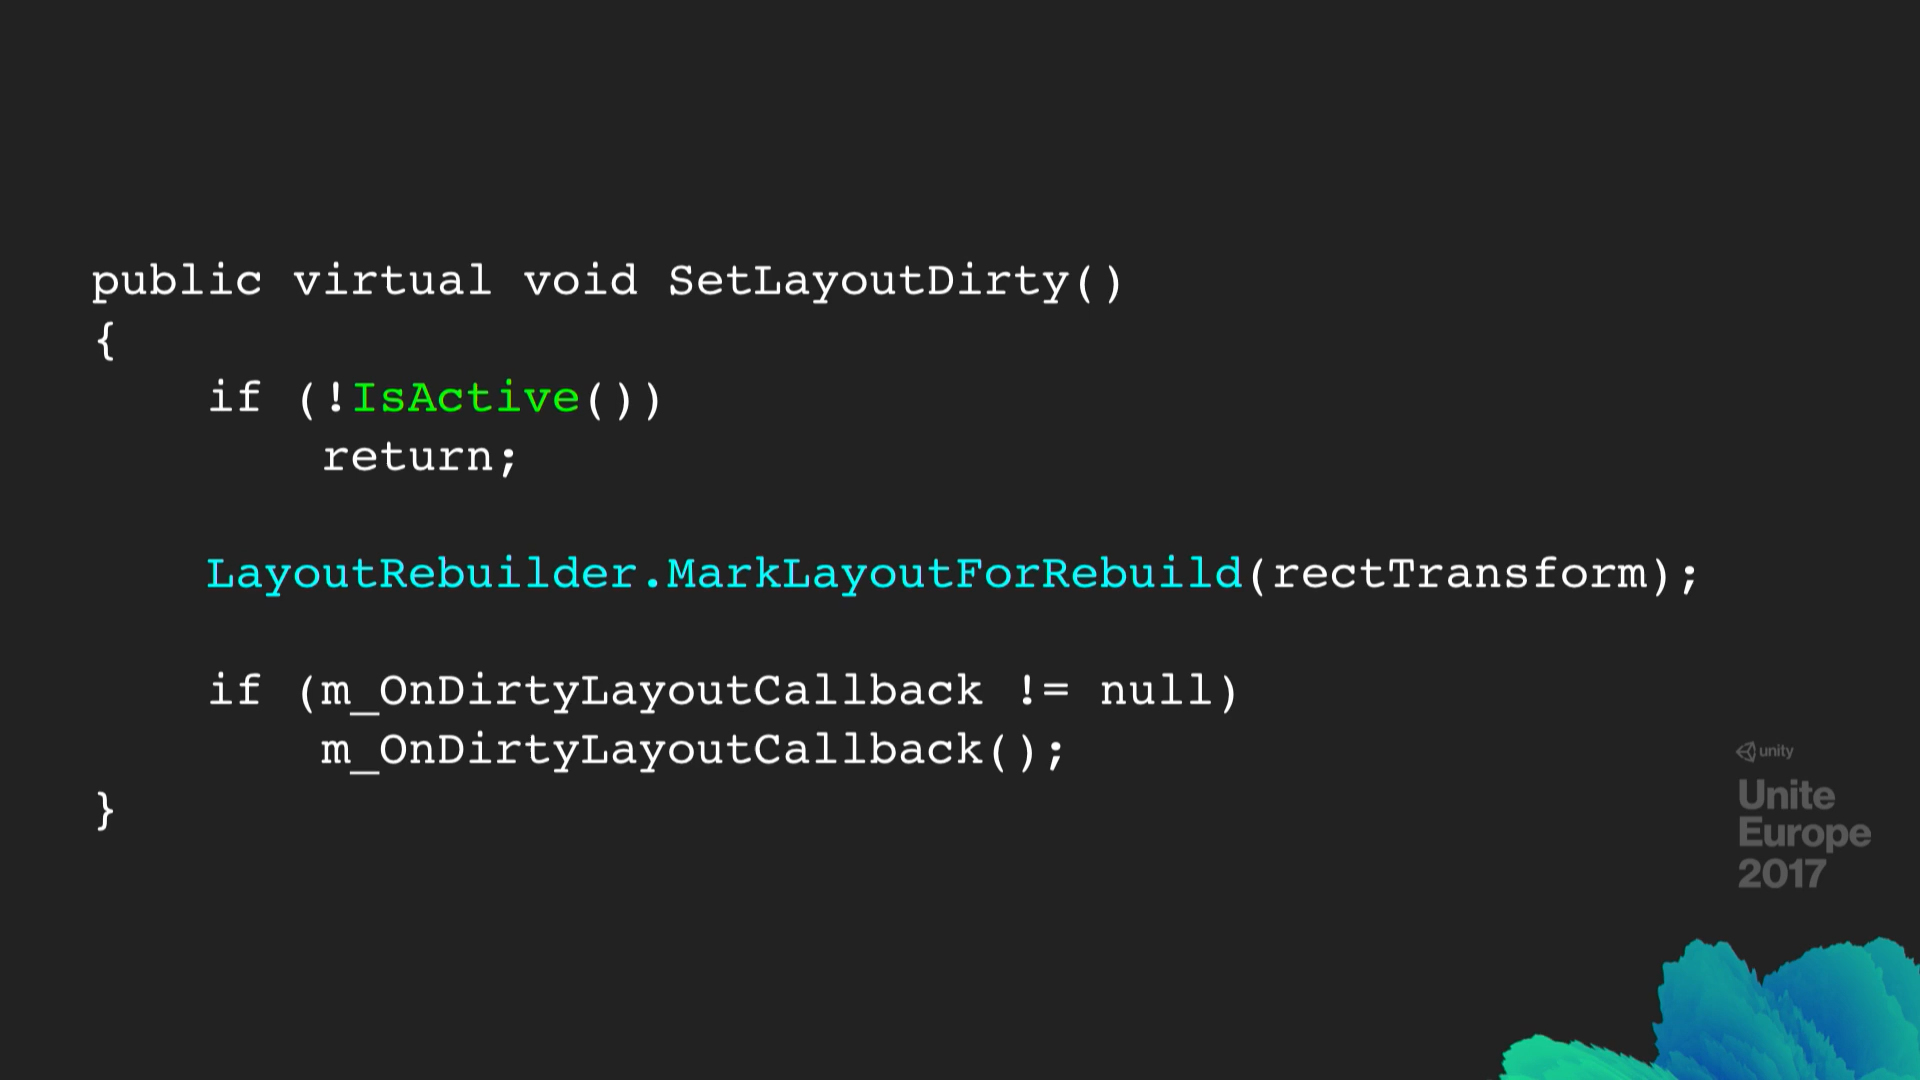 public virtual void SetLayoutDirty()
{
    if (!IsActive())
        return;

    LayoutRebuilder.MarkLayoutForRebuild(rectTransform);

    if (m_OnDirtyLayoutCallback != null)
        m_OnDirtyLayoutCallback();
}
unity
Unite
Europe
2017